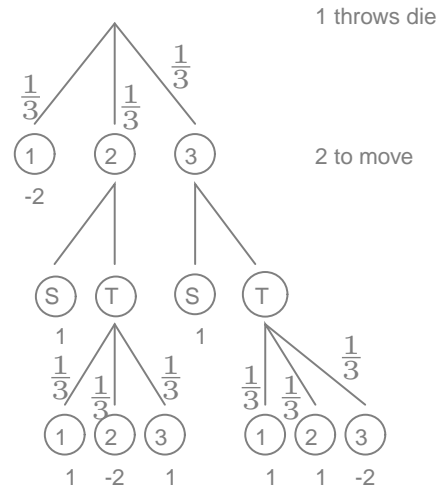 1 throws die
1/3 1/3 1/3
1 2 3 2 to move
-2
S T S T
1 1
1/3 1/3 1/3 1/3 1/3 1/3
1 2 3 1 2 3
1 -2 1 1 1 -2